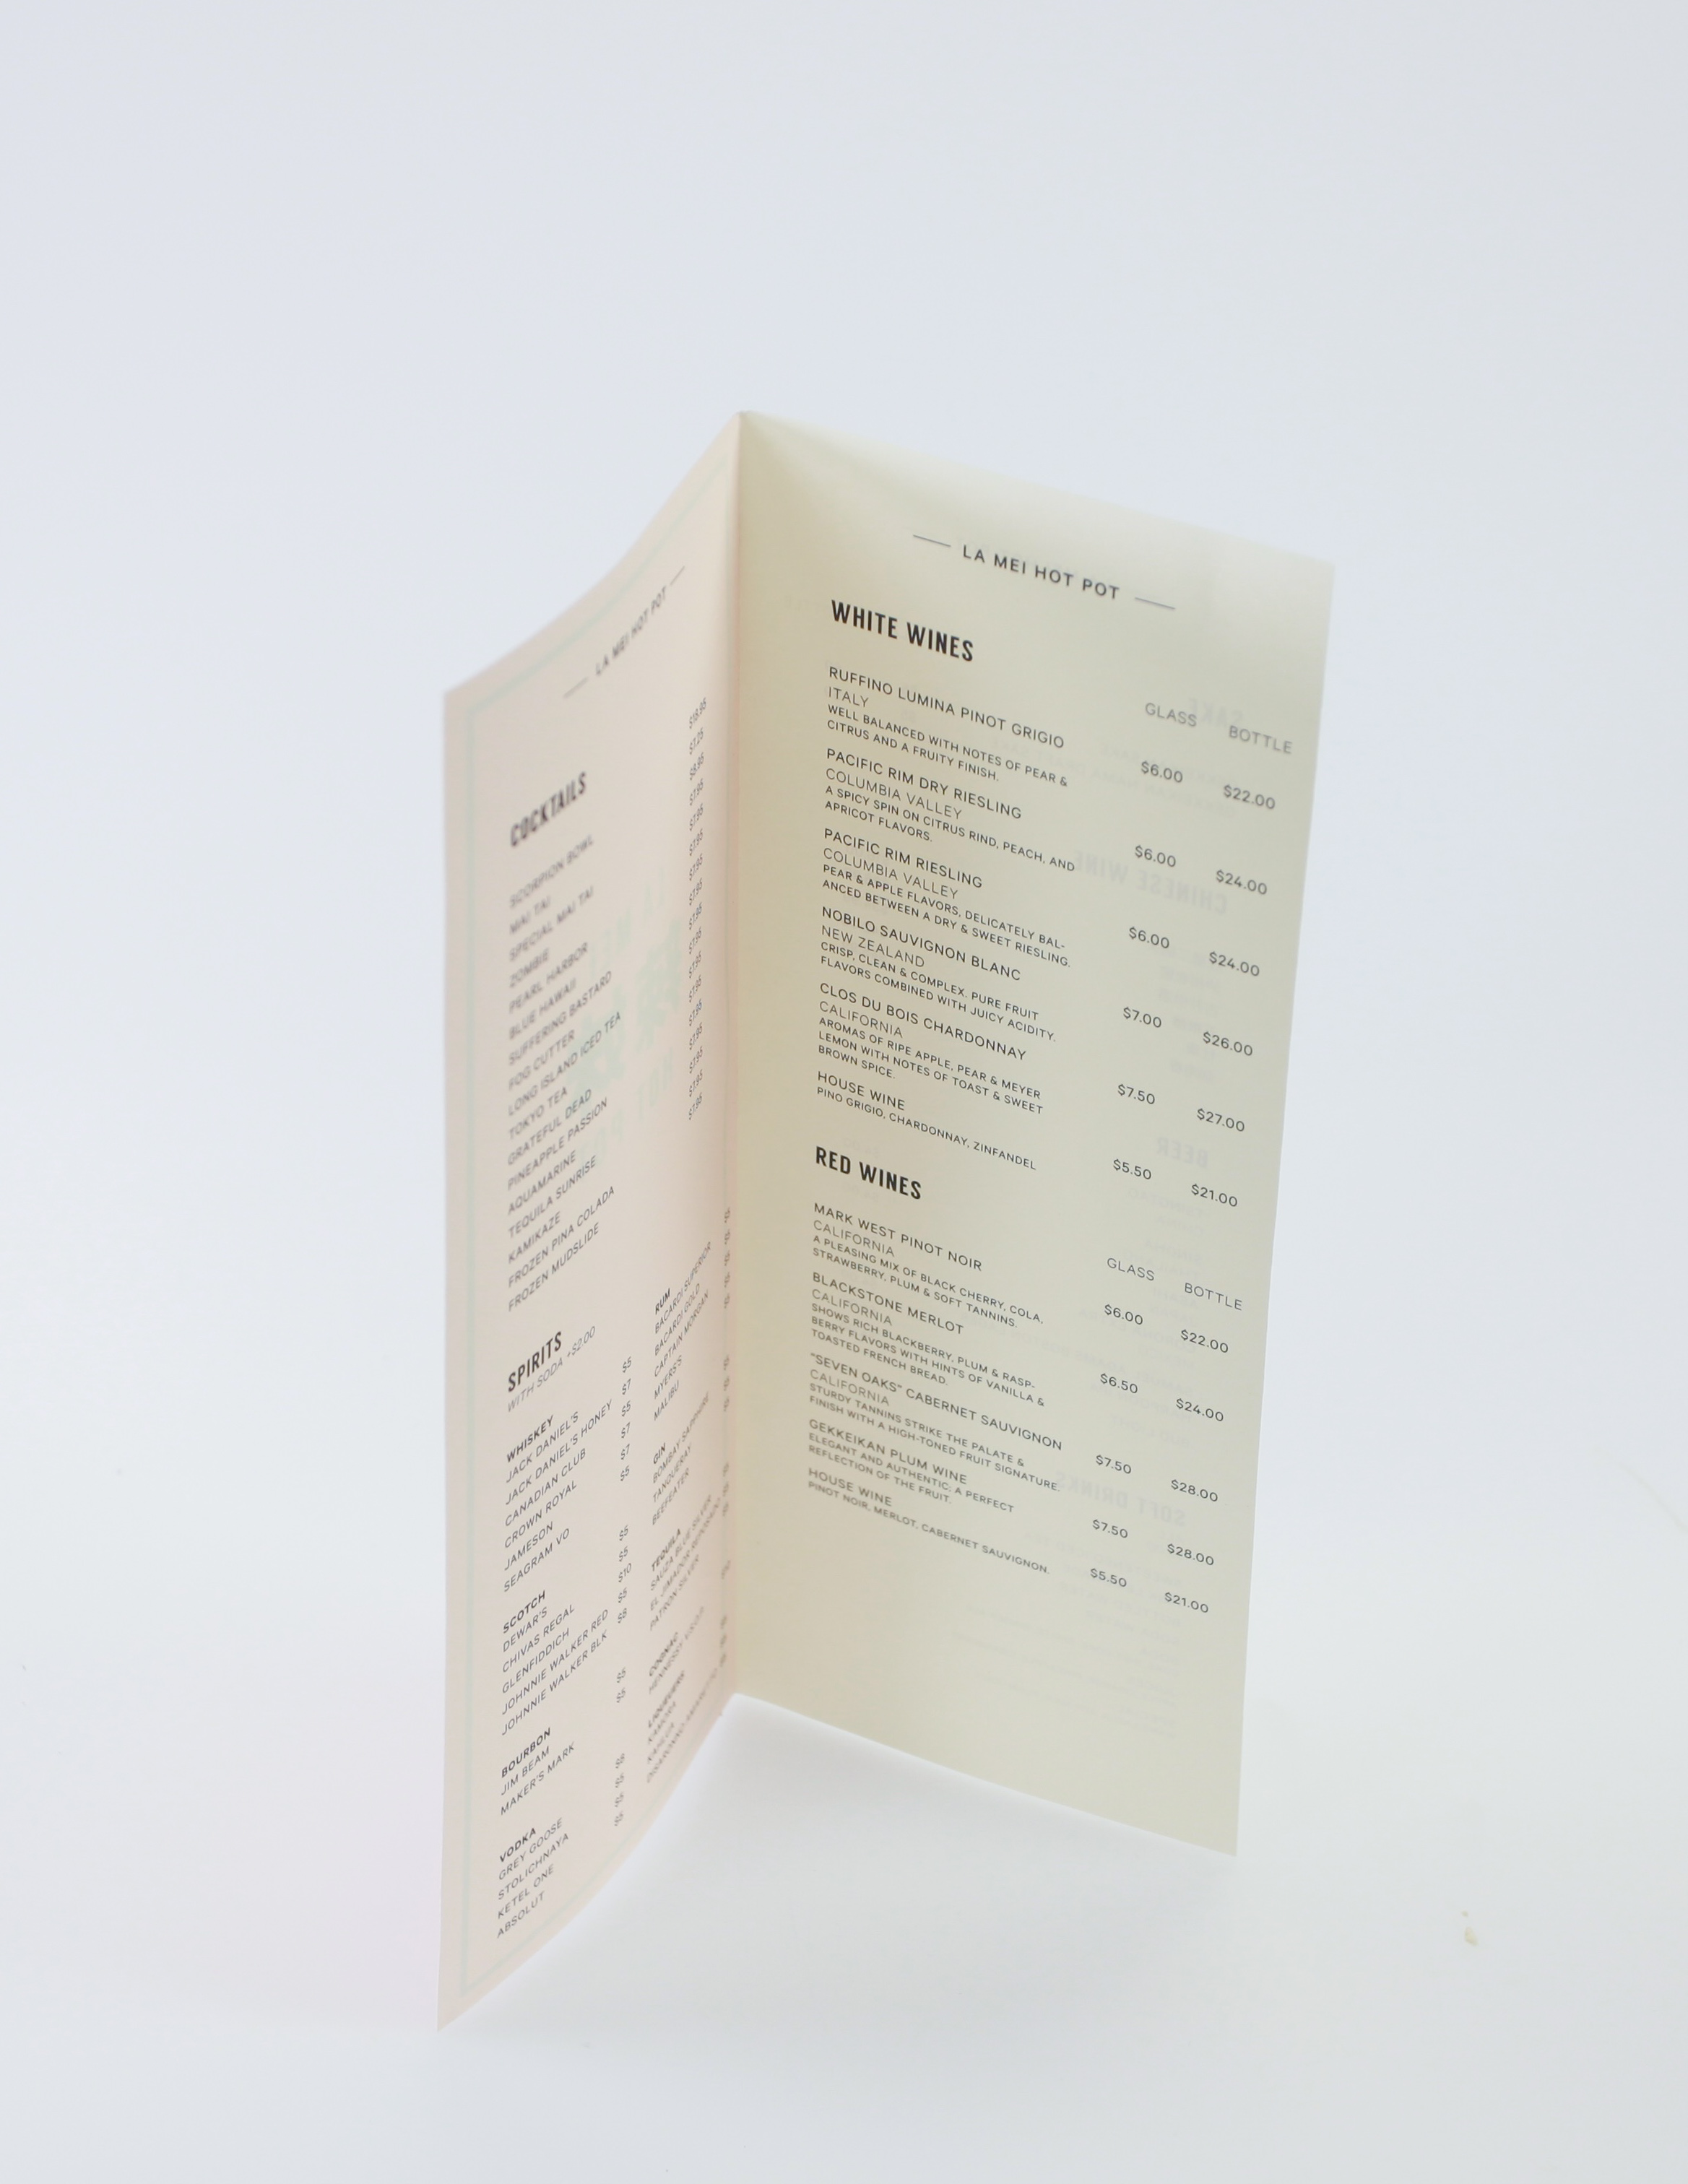 LA MEI HOT POT
COCKTAILS
SCORPION BOWL
MAI TAI
SPECIAL MAI TAI
ZOMBIE
PEARL HARBOR
BLUE HAWAII
SUFFERING BASTARD
FOG CUTTER
LONG ISLAND ICED TEA
TOKYO TEA
GRATEFUL DEAD
PINEAPPLE PASSION
AQUAMARINE
TEQUILA SUNRISE
KAMIKAZE
FROZEN PINA COLADA
FROZEN MUDSLIDE
SPIRITS
WITH SODA +$2.00
WHISKEY
JACK DANIEL'S $5
JACK DANIEL'S HONEY $7
CANADIAN CLUB $5
CROWN ROYAL $7
JAMESON $7
SEAGRAM VO $5
SCOTCH
DEWAR'S $5
CHIVAS REGAL $5
GLENFIDDICH $10
JOHNNIE WALKER RED $5
JOHNNIE WALKER BLK $8
BOURBON
JIM BEAM $5
MAKER'S MARK $5
VODKA
GREY GOOSE $8
STOLICHNAYA $5
KETEL ONE $5
ABSOLUT $5
RUM
BACARDI SUPERIOR
BACARDI GOLD
CAPTAIN MORGAN
MYERS'S
MALIBU
GIN
BOMBAY SAPPHIRE
TANQUERAY
BEEFEATER
TEQUILA
SAUZA BLUE SILVER
EL JIMADOR REPOSADO
PATRON SILVER
COGNAC
LIQUEURS
LA MEI HOT POT
WHITE WINES
GLASS BOTTLE
RUFFINO LUMINA PINOT GRIGIO $6.00 $22.00
ITALY
WELL BALANCED WITH NOTES OF PEAR &
CITRUS AND A FRUITY FINISH.
PACIFIC RIM DRY RIESLING $6.00 $24.00
COLUMBIA VALLEY
A SPICY SPIN ON CITRUS RIND, PEACH, AND
APRICOT FLAVORS.
PACIFIC RIM RIESLING $6.00 $24.00
COLUMBIA VALLEY
PEAR & APPLE FLAVORS, DELICATELY BAL-
ANCED BETWEEN A DRY & SWEET RIESLING.
NOBILO SAUVIGNON BLANC $7.00 $26.00
NEW ZEALAND
CRISP, CLEAN & COMPLEX. PURE FRUIT
FLAVORS COMBINED WITH JUICY ACIDITY.
CLOS DU BOIS CHARDONNAY $7.50 $27.00
CALIFORNIA
AROMAS OF RIPE APPLE, PEAR & MEYER
LEMON WITH NOTES OF TOAST & SWEET
BROWN SPICE.
HOUSE WINE $5.50 $21.00
PINO GRIGIO, CHARDONNAY, ZINFANDEL
RED WINES
GLASS BOTTLE
MARK WEST PINOT NOIR $6.00 $22.00
CALIFORNIA
A PLEASING MIX OF BLACK CHERRY, COLA,
STRAWBERRY, PLUM & SOFT TANNINS.
BLACKSTONE MERLOT $6.50 $24.00
CALIFORNIA
SHOWS RICH BLACKBERRY, PLUM & RASP-
BERRY FLAVORS WITH HINTS OF VANILLA &
TOASTED FRENCH BREAD.
"SEVEN OAKS" CABERNET SAUVIGNON $7.50 $28.00
CALIFORNIA
STURDY TANNINS STRIKE THE PALATE &
FINISH WITH A HIGH-TONED FRUIT SIGNATURE.
GEKKEIKAN PLUM WINE $7.50 $28.00
ELEGANT AND AUTHENTIC; A PERFECT
REFLECTION OF THE FRUIT.
HOUSE WINE $5.50 $21.00
PINOT NOIR, MERLOT, CABERNET SAUVIGNON.